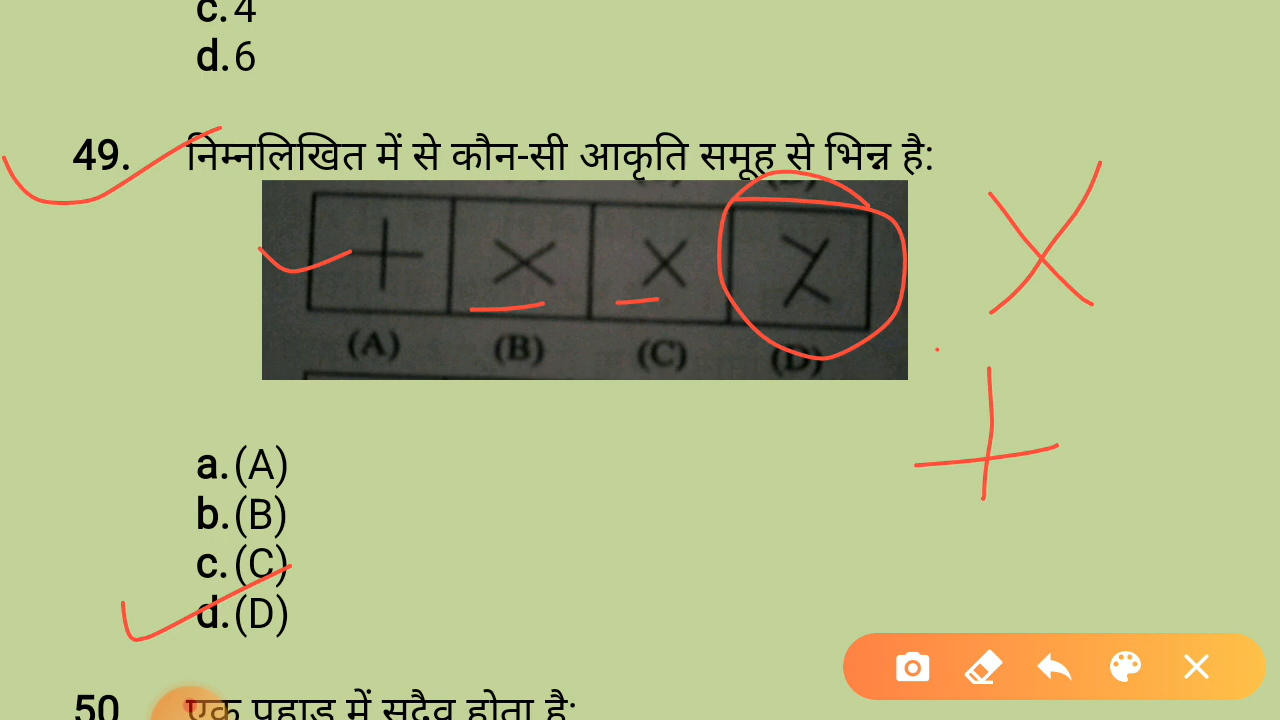 c. 4
d. 6
49. निम्नलिखित में से कौन-सी आकृति समूह से भिन्न है:
(A) (B) (C) (D)
a. (A)
b. (B)
c. (C)
d. (D)
50 एक पहाड़ में सदैव होता है: